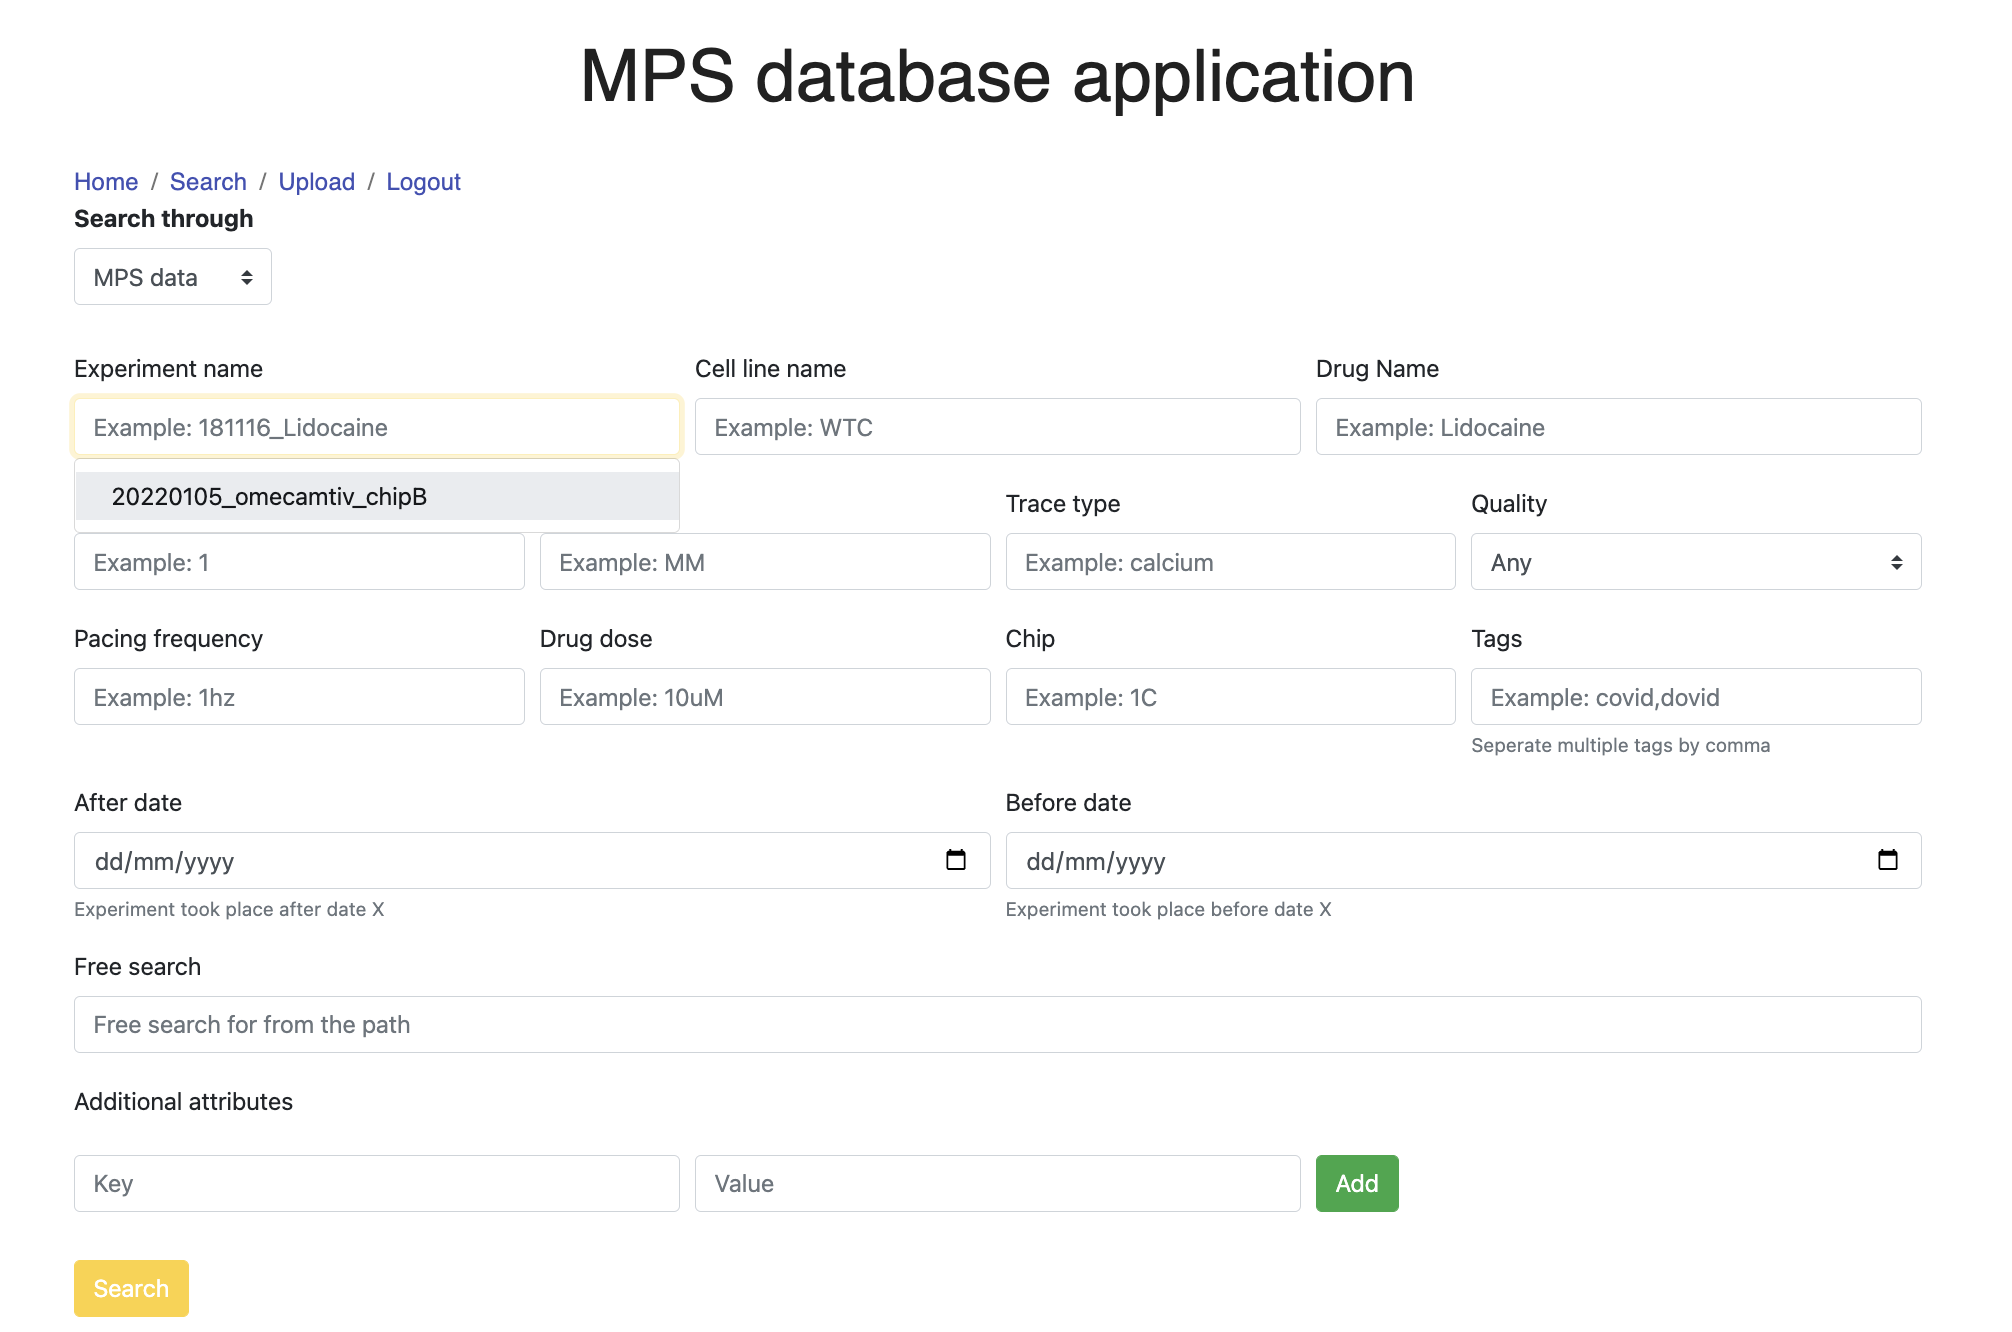 MPS database application
Home / Search / Upload / Logout
Search through
MPS data
Experiment name Cell line name Drug Name
Example: 181116_Lidocaine Example: WTC Example: Lidocaine
20220105_omecamtiv_chipB
Trace type Quality
Example: 1 Example: MM Example: calcium Any
Pacing frequency Drug dose Chip Tags
Example: 1hz Example: 10uM Example: 1C Example: covid,dovid
Seperate multiple tags by comma
After date Before date
dd/mm/yyyy dd/mm/yyyy
Experiment took place after date X Experiment took place before date X
Free search
Free search for from the path
Additional attributes
Key Value Add
Search